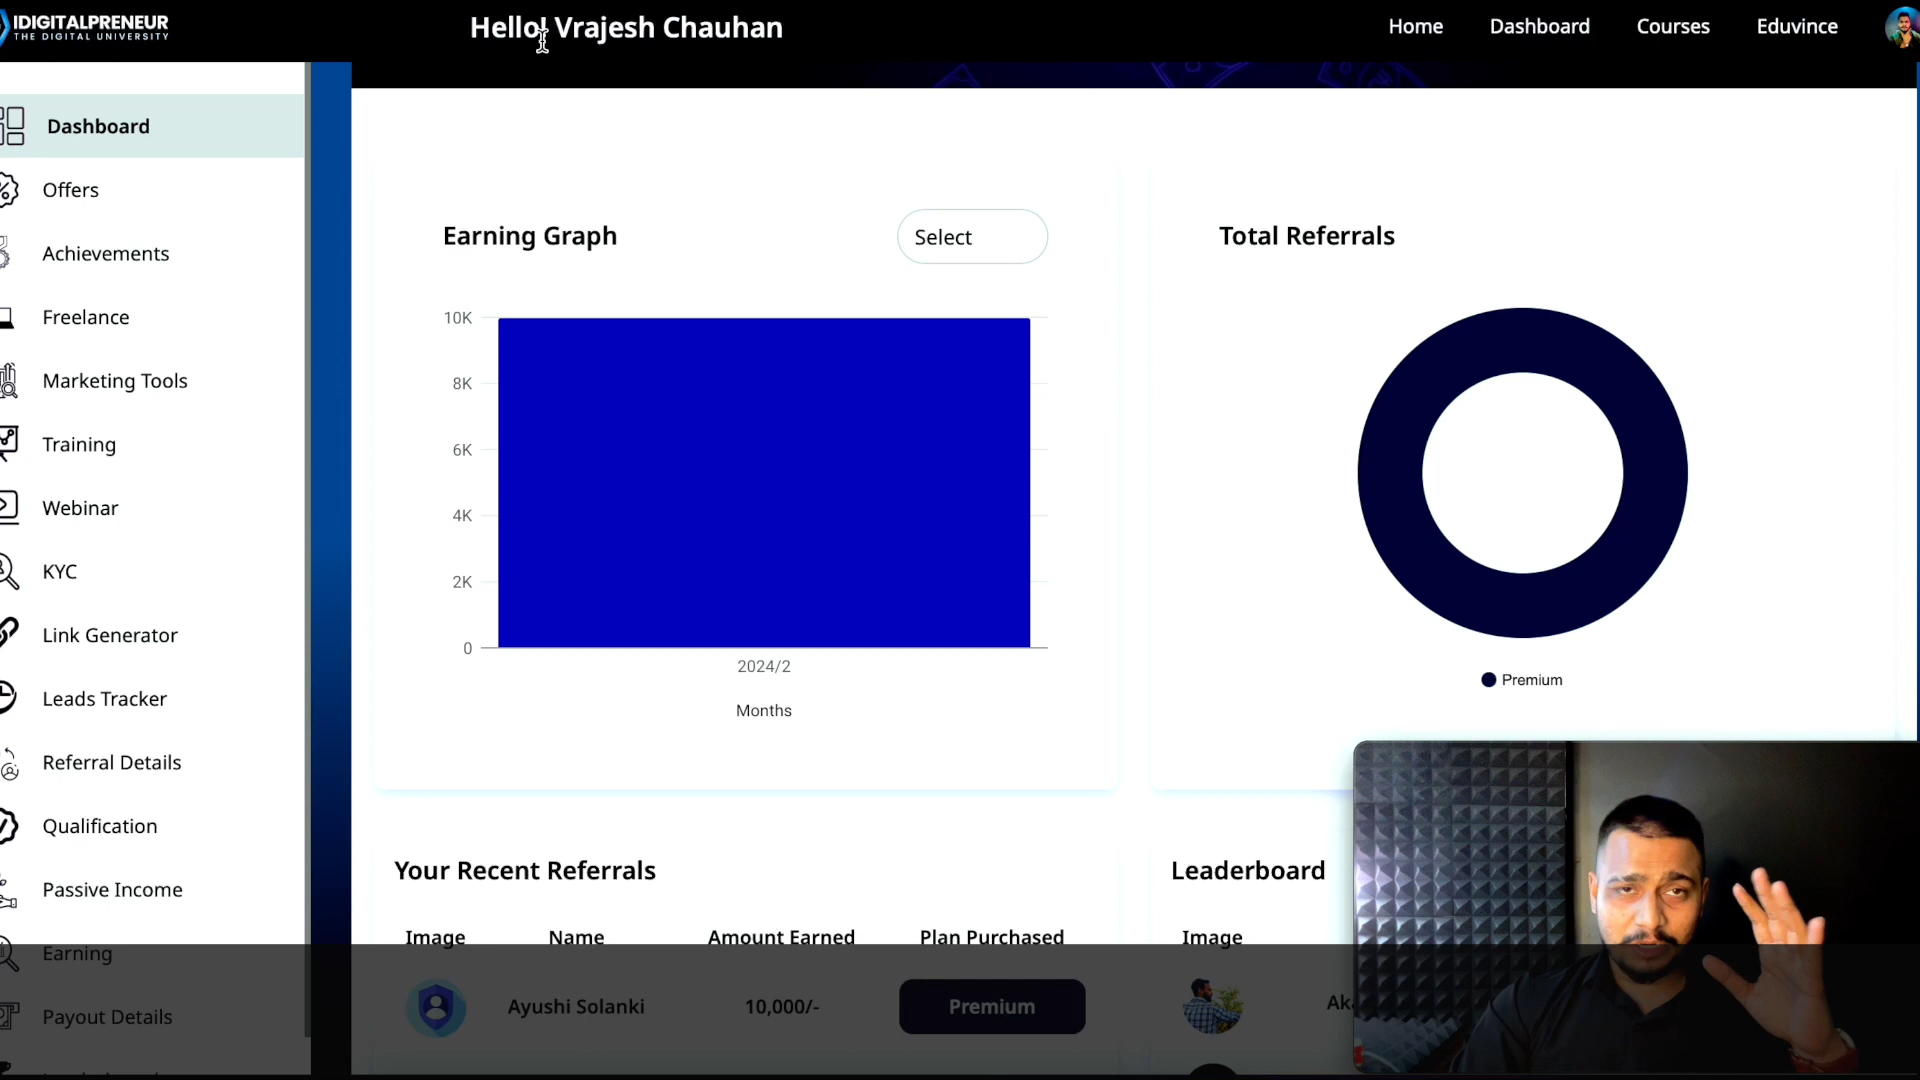 IDIGITALPRENEUR
THE DIGITAL UNIVERSITY
Hello! Vrajesh Chauhan
Home
Dashboard
Courses
Eduvince
Dashboard
Offers
Achievements
Freelance
Marketing Tools
Training
Webinar
KYC
Link Generator
Leads Tracker
Referral Details
Qualification
Passive Income
Earning
Payout Details
Earning Graph
Select
10K
8K
6K
4K
2K
0
2024/2
Months
Total Referrals
Premium
Your Recent Referrals
Image Name Amount Earned Plan Purchased
Ayushi Solanki 10,000/- Premium
Leaderboard
Image